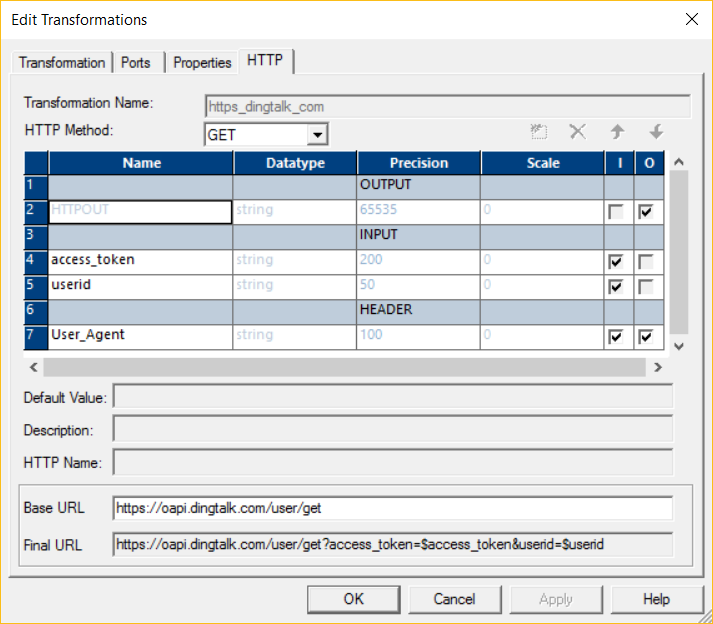 Edit Transformations
Transformation Ports Properties HTTP
Transformation Name: https_dingtalk_com
HTTP Method: GET
Name Datatype Precision Scale I O
1 OUTPUT
2 HTTPOUT string 65535 0
3 INPUT
4 access_token string 200 0
5 userid string 50 0
6 HEADER
7 User_Agent string 100 0
Default Value:
Description:
HTTP Name:
Base URL https://oapi.dingtalk.com/user/get
Final URL https://oapi.dingtalk.com/user/get?access_token=$access_token&userid=$userid
OK Cancel Apply Help